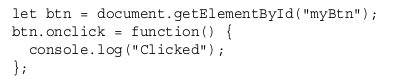 let btn = document.getElementById("myBtn");
btn.onclick = function() {
  console.log("Clicked");
};